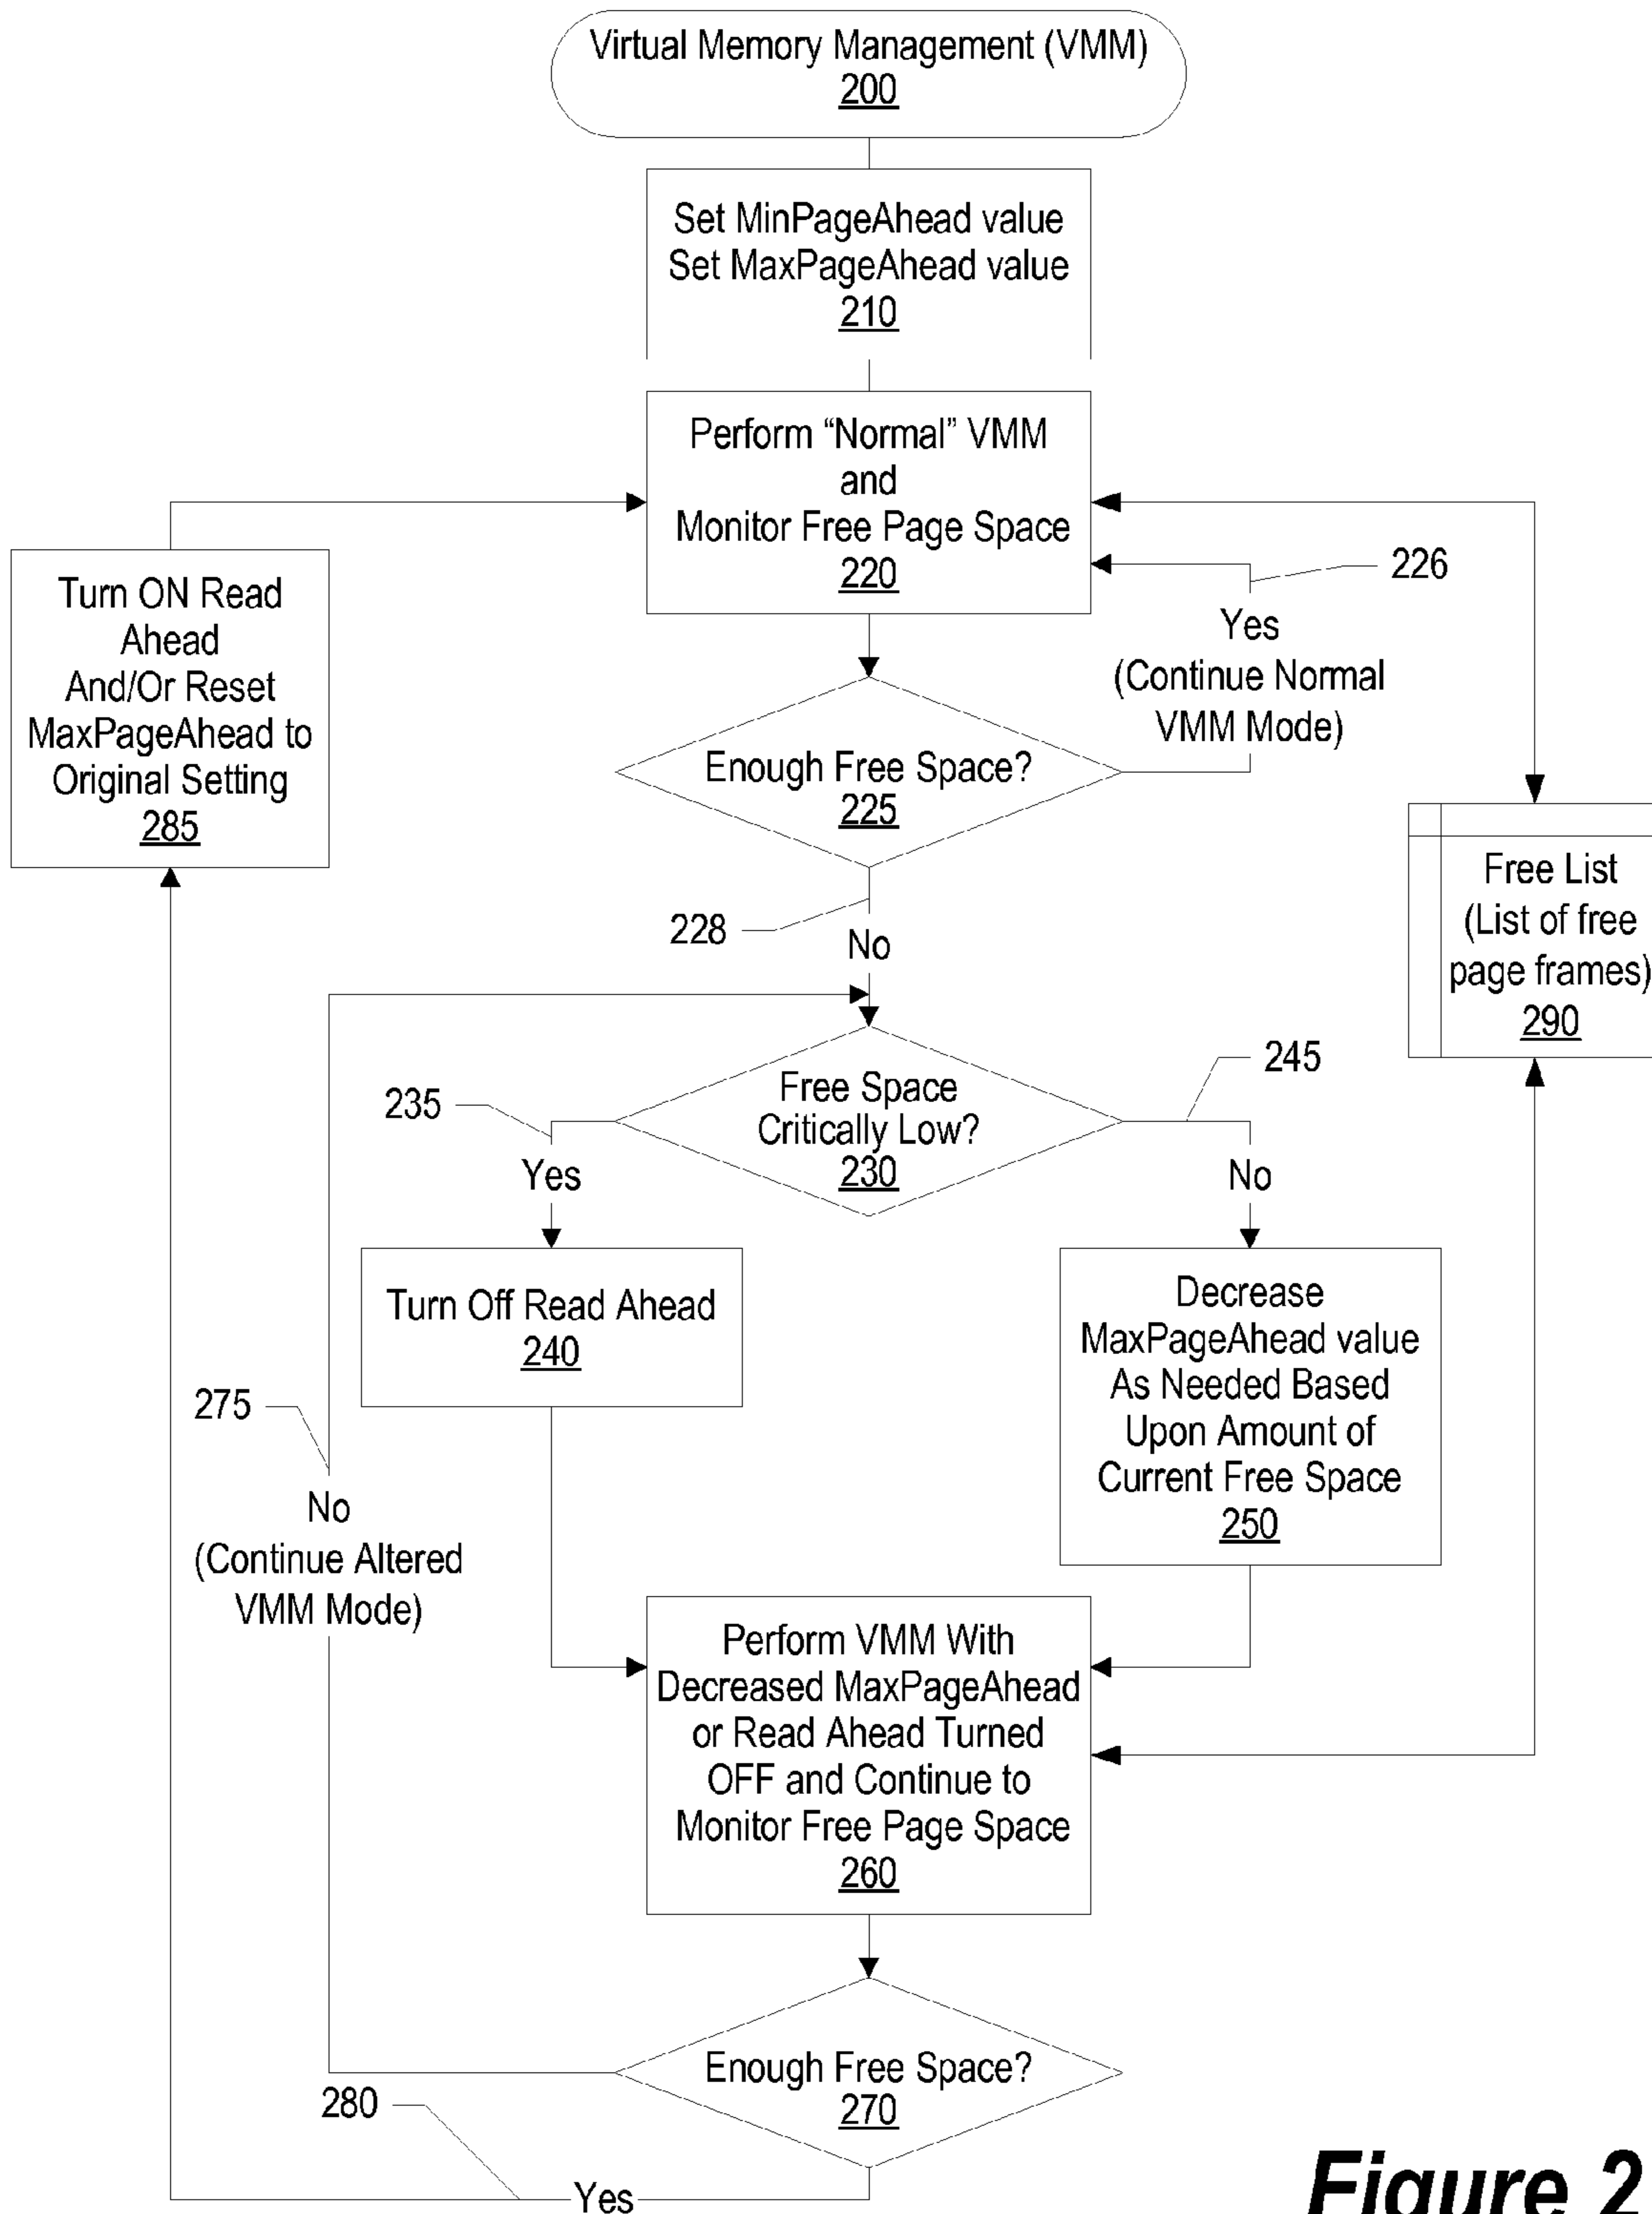 Virtual Memory Management (VMM)
200
Set MinPageAhead value
Set MaxPageAhead value
210
Perform “Normal” VMM
and
Monitor Free Page Space
220
226
Yes
(Continue Normal
VMM Mode)
Turn ON Read
Ahead
And/Or Reset
MaxPageAhead to
Original Setting
285
Enough Free Space?
225
Free List
(List of free
page frames)
290
228
No
Free Space
Critically Low?
230
235
Yes
245
No
Turn Off Read Ahead
240
Decrease
MaxPageAhead value
As Needed Based
Upon Amount of
Current Free Space
250
275
No
(Continue Altered
VMM Mode)
Perform VMM With
Decreased MaxPageAhead
or Read Ahead Turned
OFF and Continue to
Monitor Free Page Space
260
Enough Free Space?
270
280
Yes
Figure 2